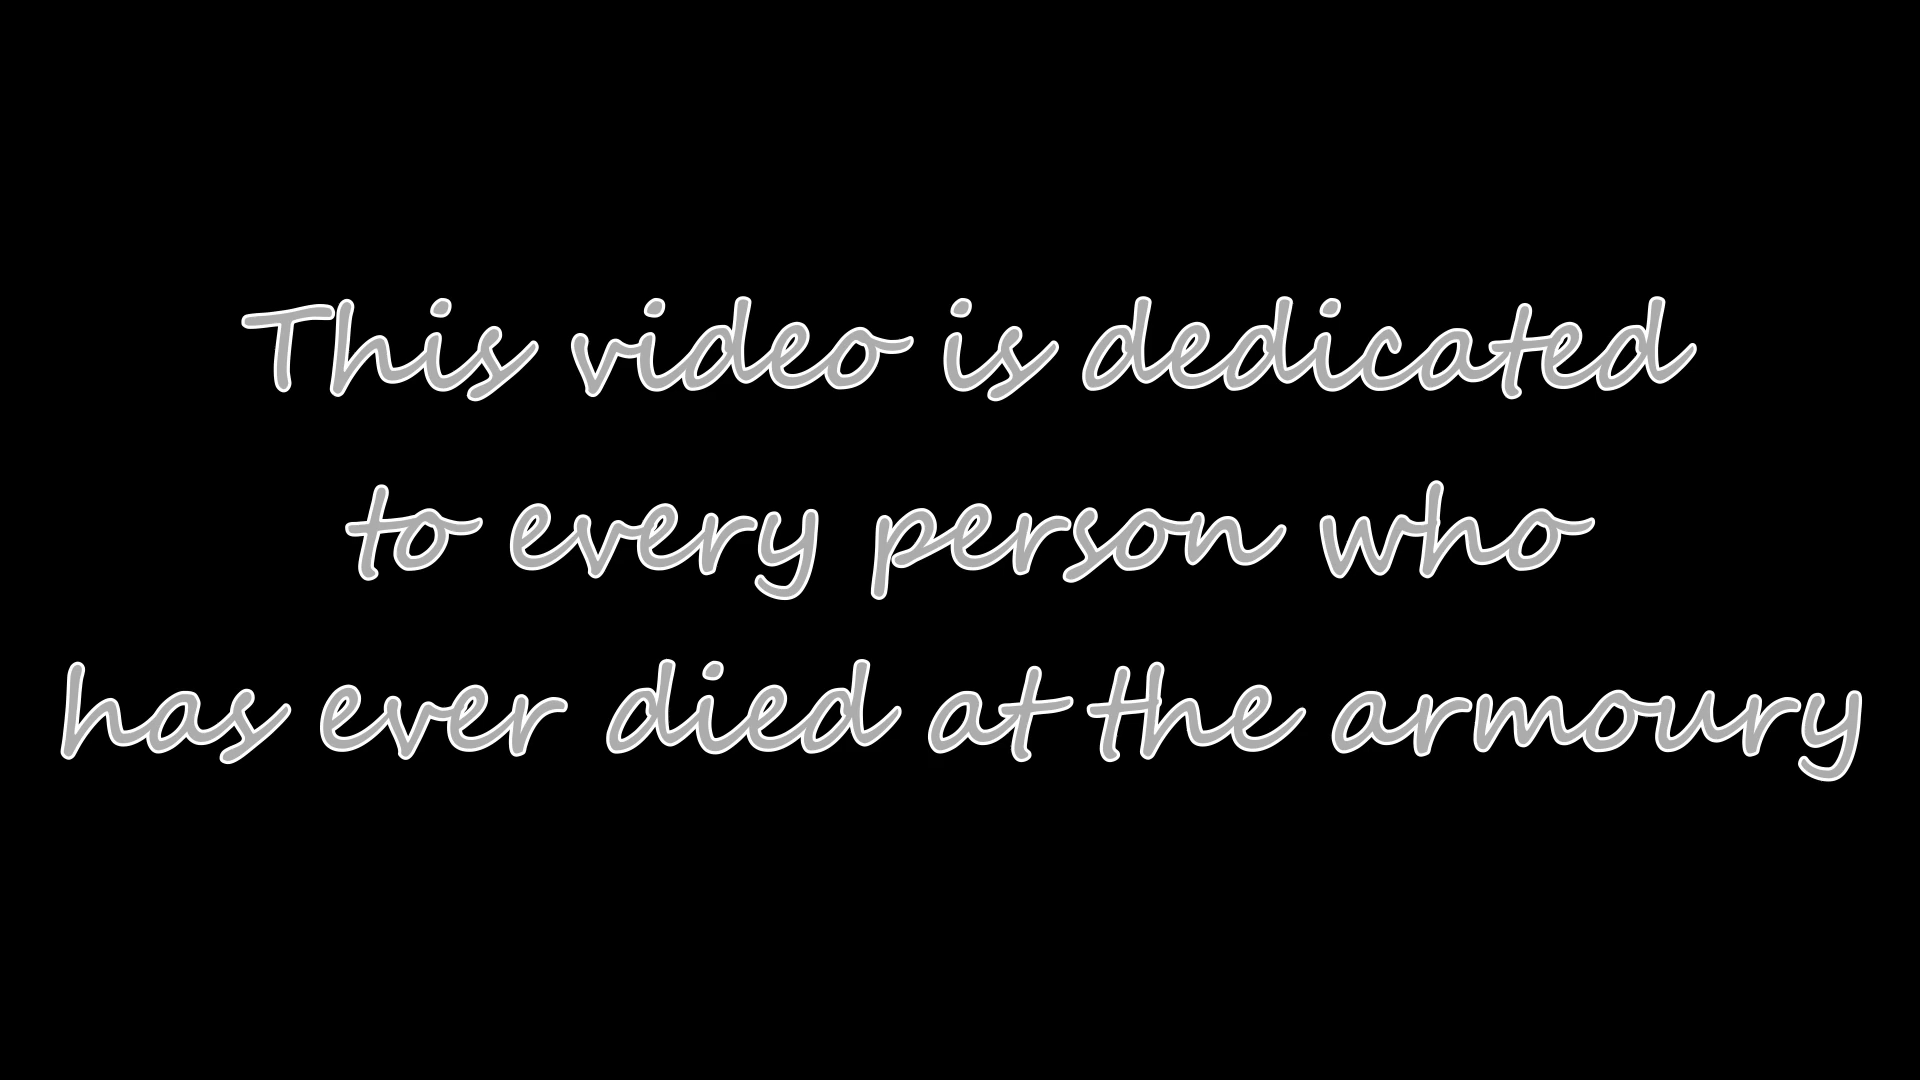 This video is dedicated
to every person who
has ever died at the armoury